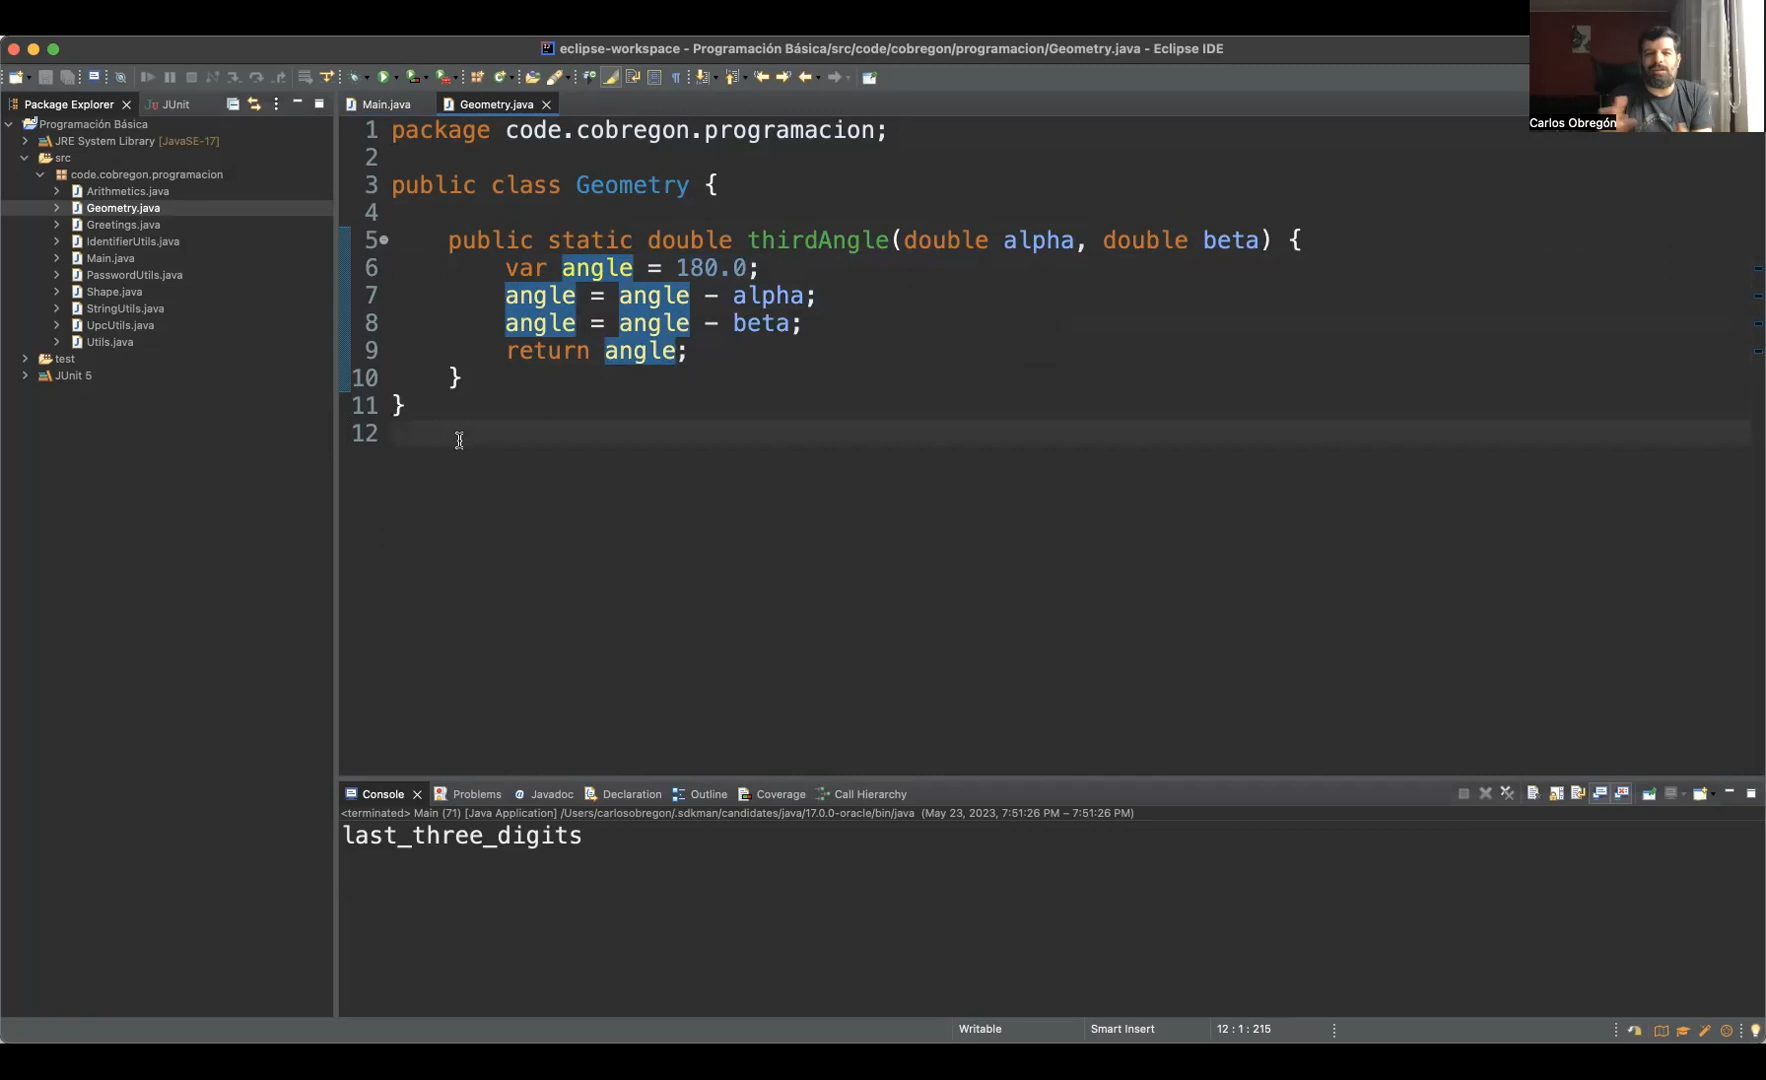 eclipse-workspace - Programación Básica/src/code/cobregon/programacion/Geometry.java - Eclipse IDE
Carlos Obregón
Package Explorer
JUnit
Programación Básica
JRE System Library [JavaSE-17]
src
code.cobregon.programacion
Arithmetics.java
Geometry.java
Greetings.java
IdentifierUtils.java
Main.java
PasswordUtils.java
Shape.java
StringUtils.java
UpcUtils.java
Utils.java
test
JUnit 5
Main.java
Geometry.java
1 package code.cobregon.programacion;
2
3 public class Geometry {
4
5 public static double thirdAngle(double alpha, double beta) {
6 var angle = 180.0;
7 angle = angle - alpha;
8 angle = angle - beta;
9 return angle;
10 }
11 }
12
Console
Problems
Javadoc
Declaration
Outline
Coverage
Call Hierarchy
<terminated> Main (71) [Java Application] /Users/carlosobregon/.sdkman/candidates/java/17.0.0-oracle/bin/java (May 23, 2023, 7:51:26 PM – 7:51:26 PM)
last_three_digits
Writable
Smart Insert
12 : 1 : 215